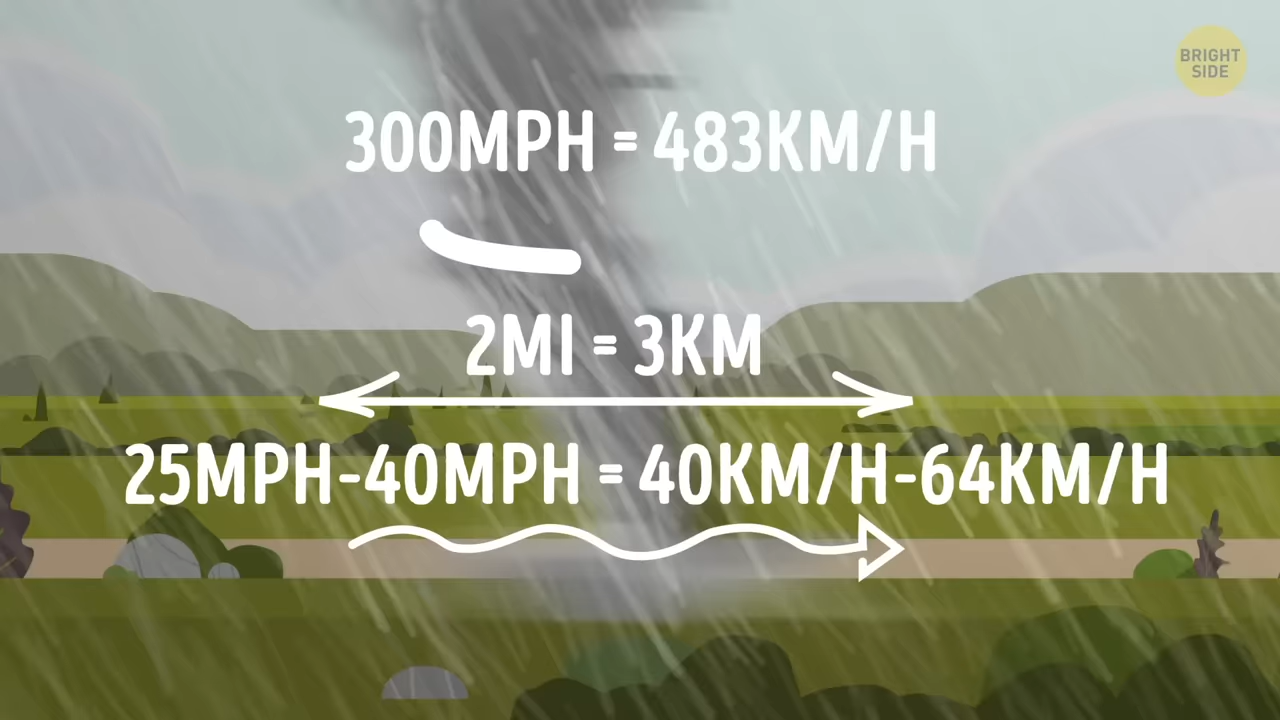 BRIGHT
SIDE
300MPH = 483KM/H
2MI = 3KM
25MPH-40MPH = 40KM/H-64KM/H